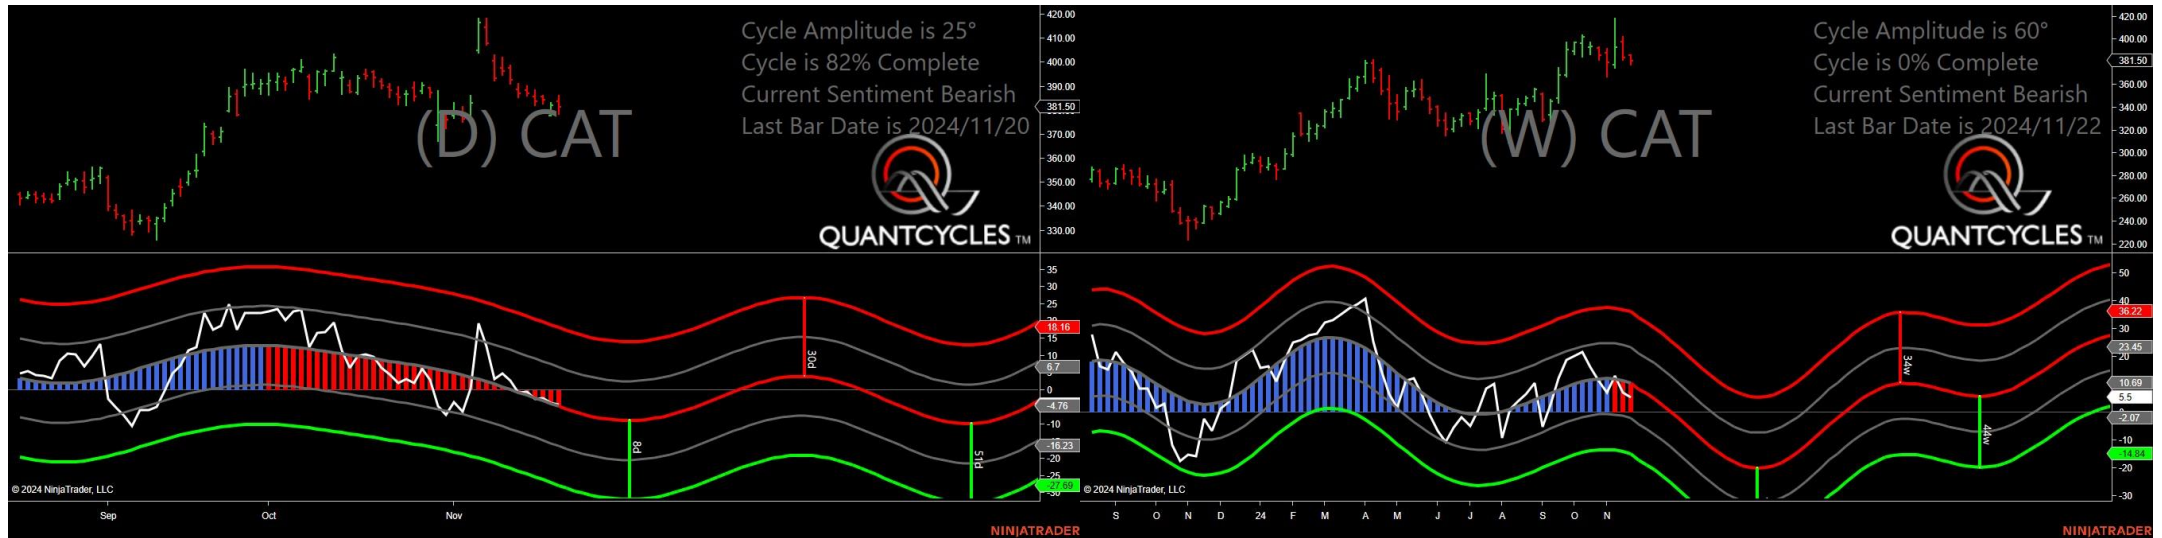 Cycle Amplitude is 25°
Cycle is 82% Complete
Current Sentiment Bearish
Last Bar Date is 2024/11/20
(D) CAT
QUANTCYCLES TM
420.00
410.00
400.00
390.00
381.50
370.00
360.00
350.00
340.00
330.00
35
30
25
20
18.16
15
10
6.7
0
-4.76
-10
-16.23
-20
-25
-27.69
-30
30d
8d
51d
© 2024 NinjaTrader, LLC
Sep
Oct
Nov
NINJATRADER
Cycle Amplitude is 60°
Cycle is 0% Complete
Current Sentiment Bearish
Last Bar Date is 2024/11/22
(W) CAT
QUANTCYCLES TM
420.00
400.00
381.50
360.00
340.00
320.00
300.00
280.00
260.00
240.00
220.00
50
40
36.22
30
23.45
20
10.69
5.5
-2.07
-10
-14.84
-20
-30
34w
44w
© 2024 NinjaTrader, LLC
S O N D 24 F M A M J J A S O N
NINJATRADER